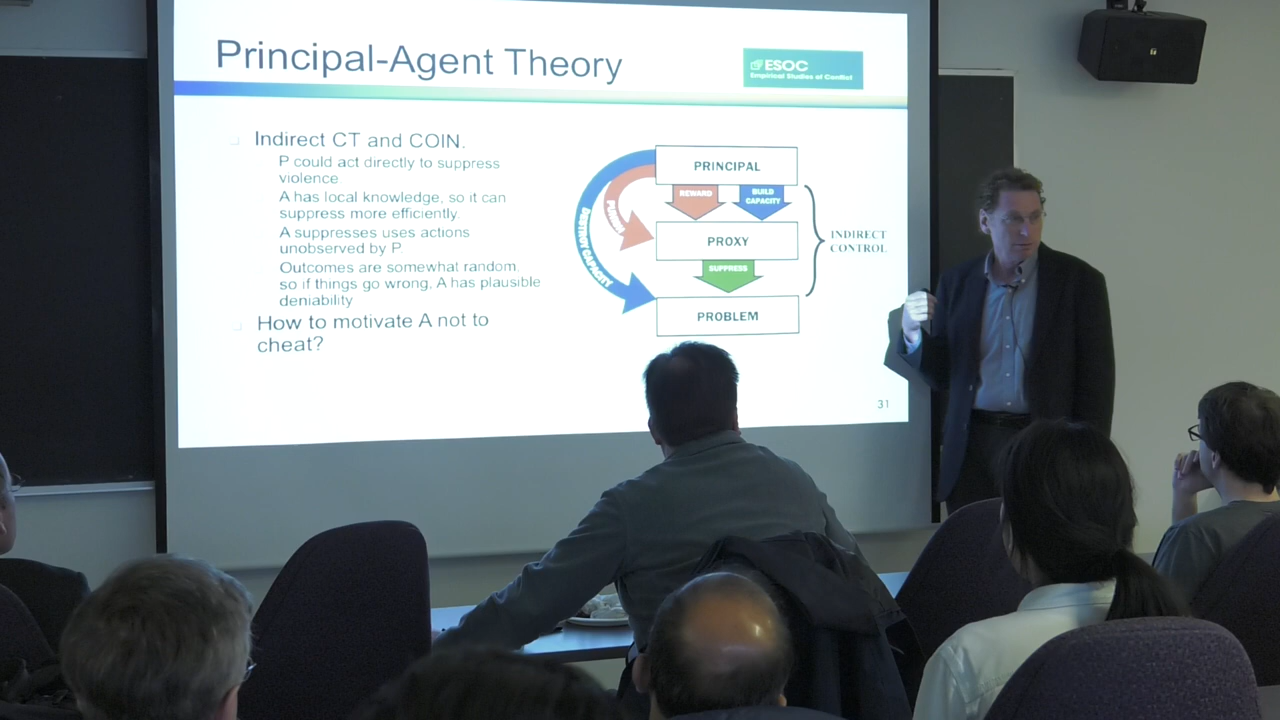 Principal-Agent Theory
ESOC
Empirical Studies of Conflict
Indirect CT and COIN.
P could act directly to suppress
violence.
A has local knowledge, so it can
suppress more efficiently.
A suppresses uses actions
unobserved by P.
Outcomes are somewhat random,
so if things go wrong, A has plausible
deniability
How to motivate A not to
cheat?
PRINCIPAL
REWARD
BUILD
CAPACITY
PUNISH
DIRECT ACT/CAPACITY
PROXY
INDIRECT
CONTROL
SUPPRESS
PROBLEM
31